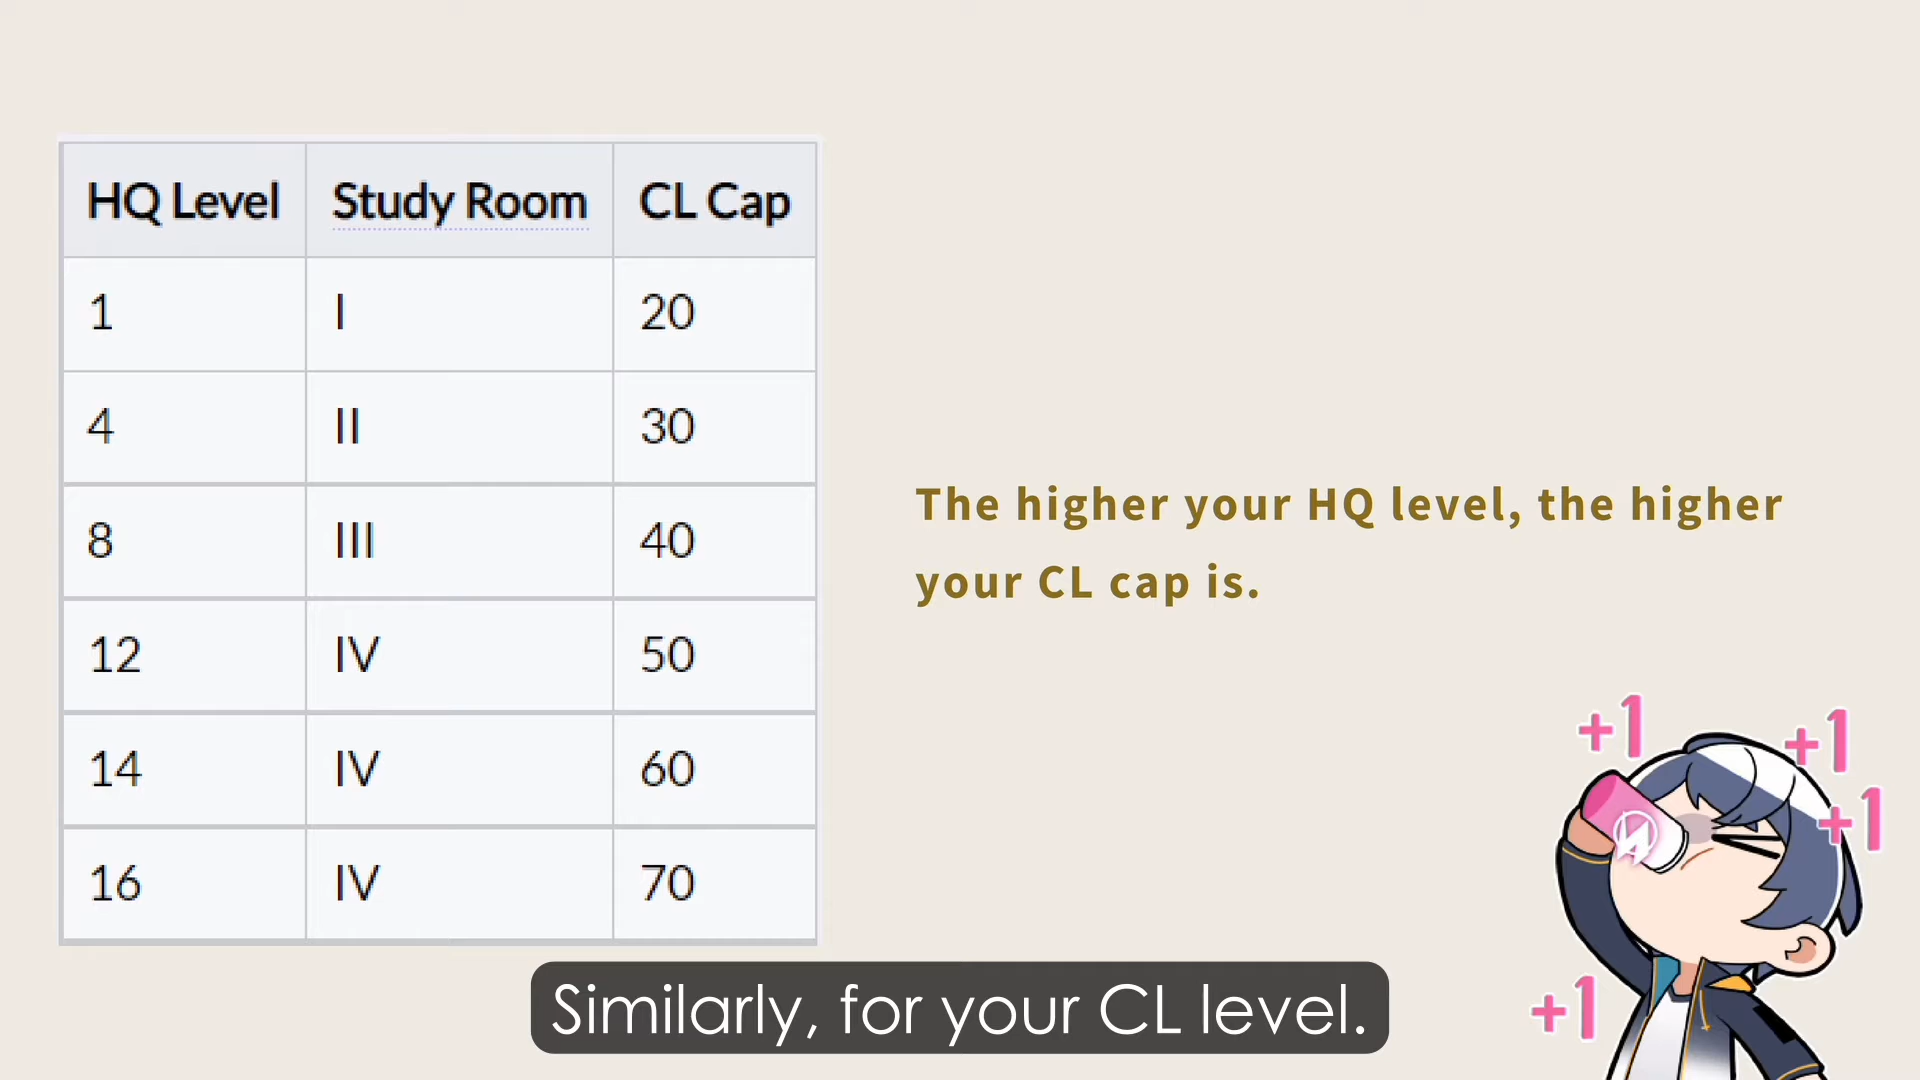 HQ Level Study Room CL Cap
1 I 20
4 II 30
8 III 40
12 IV 50
14 IV 60
16 IV 70
The higher your HQ level, the higher
your CL cap is.
+1
+1
+1
+1
Similarly, for your CL level.